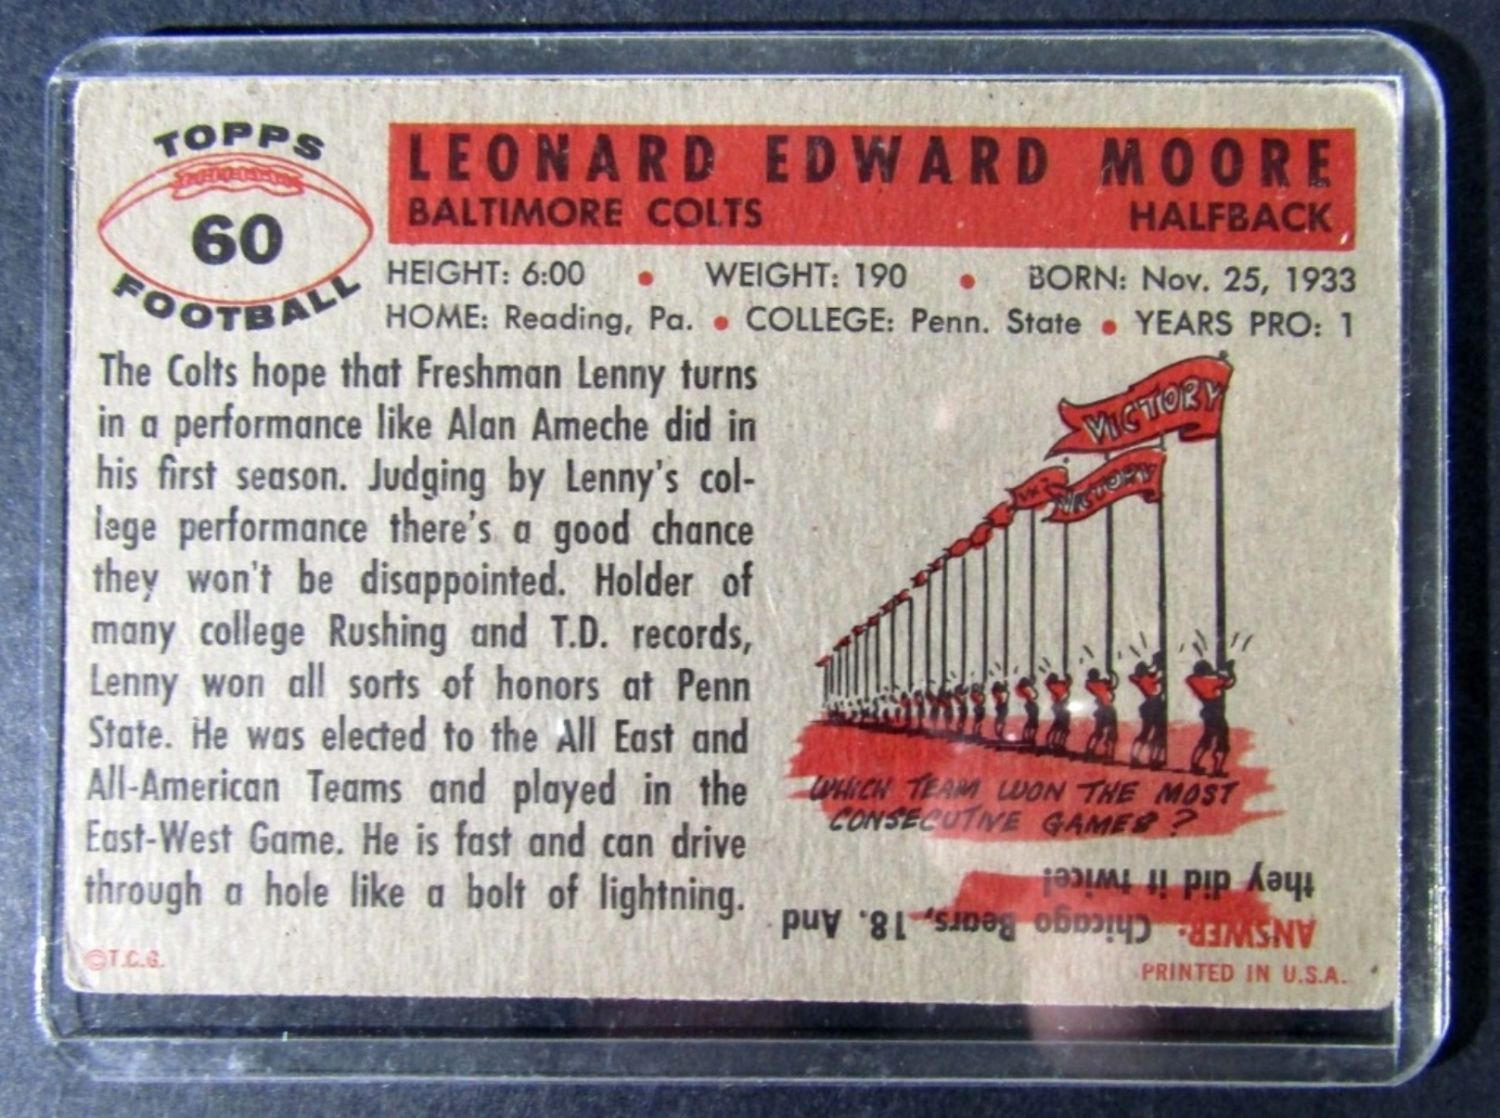 TOPPS
60
FOOTBALL
LEONARD EDWARD MOORE
BALTIMORE COLTS HALFBACK
HEIGHT: 6:00 • WEIGHT: 190 • BORN: Nov. 25, 1933
HOME: Reading, Pa. • COLLEGE: Penn. State • YEARS PRO: 1
The Colts hope that Freshman Lenny turns
in a performance like Alan Ameche did in
his first season. Judging by Lenny's col-
lege performance there's a good chance
they won't be disappointed. Holder of
many college Rushing and T.D. records,
Lenny won all sorts of honors at Penn
State. He was elected to the All East and
All-American Teams and played in the
East-West Game. He is fast and can drive
through a hole like a bolt of lightning.
©T.C.G.
VICTORY
VICTORY
VIC?
WHICH TEAM WON THE MOST
CONSECUTIVE GAMES?
ANSWER: Chicago Bears, 18. And
they did it twice!
PRINTED IN U.S.A.